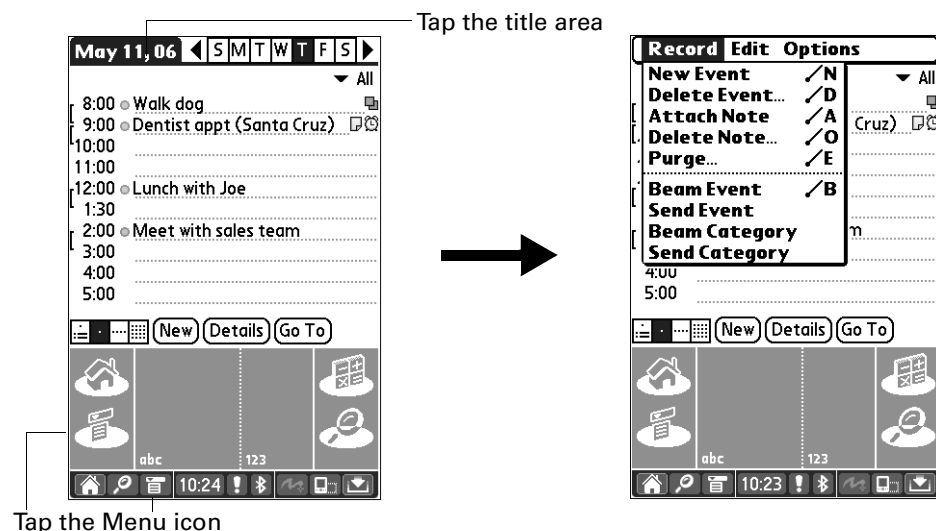 Tap the title area
May 11, 06 S M T W T F S
All
8:00 Walk dog
9:00 Dentist appt (Santa Cruz)
10:00
11:00
12:00 Lunch with Joe
1:30
2:00 Meet with sales team
3:00
4:00
5:00
New Details Go To
abc 123
10:24
Tap the Menu icon
Record Edit Options
New Event /N
Delete Event... /D
Attach Note /A
Delete Note... /O
Purge... /E
Beam Event /B
Send Event
Beam Category
Send Category
All
Cruz)
m
4:00
5:00
New Details Go To
abc 123
10:23